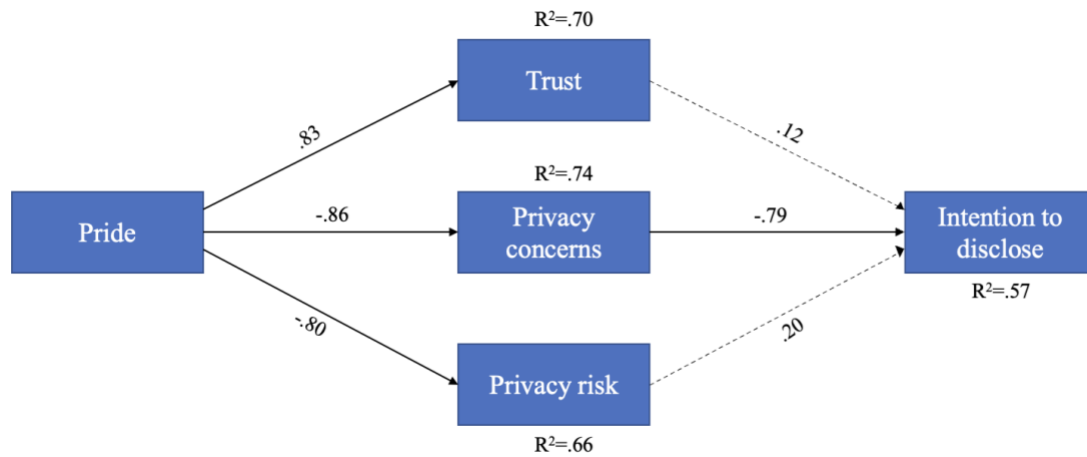 R²=.70
Trust
.83
.12
R²=.74
Pride
-.86
Privacy
concerns
-.79
Intention to
disclose
R²=.57
-.80
.20
Privacy risk
R²=.66